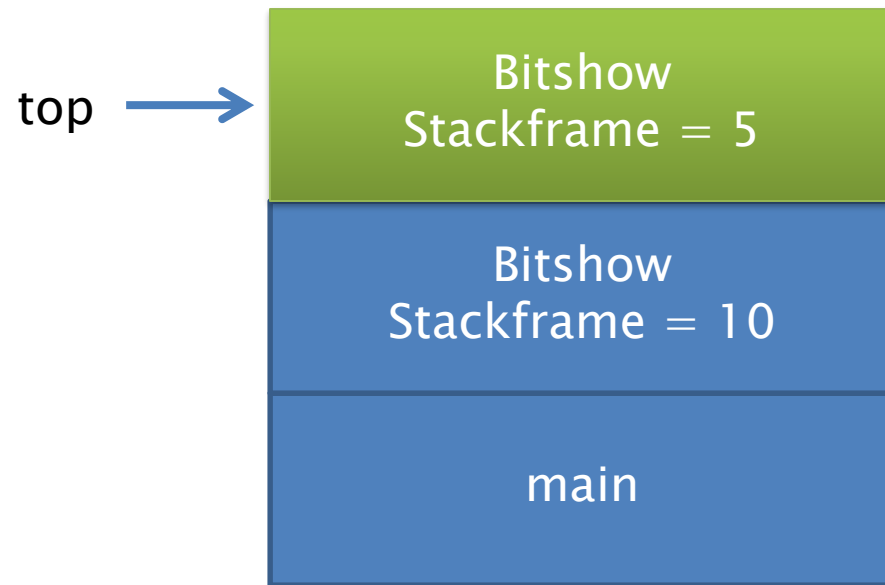 top
Bitshow
Stackframe = 5
Bitshow
Stackframe = 10
main